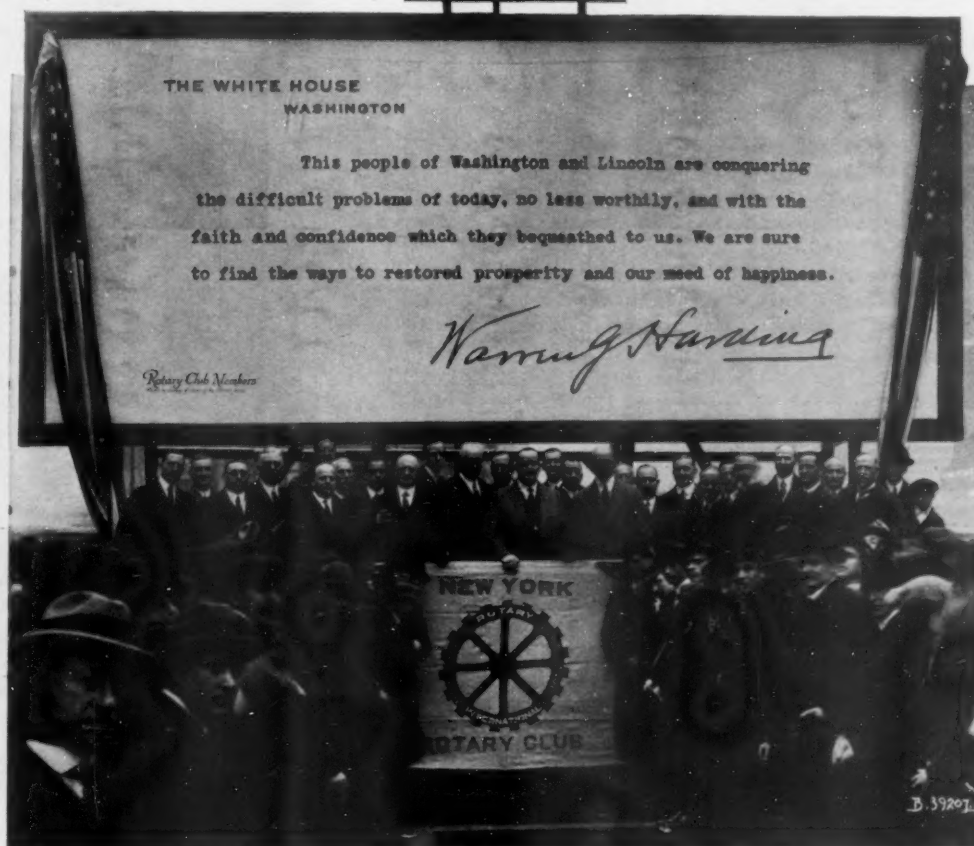 THE WHITE HOUSE
WASHINGTON
This people of Washington and Lincoln are conquering
the difficult problems of today, no less worthily, and with the
faith and confidence which they bequeathed to us. We are sure
to find the ways to restored prosperity and our meed of happiness.
Warren G Harding
Rotary Club Members
NEW YORK
ROTARY
INTERNATIONAL
ROTARY CLUB
B.39207